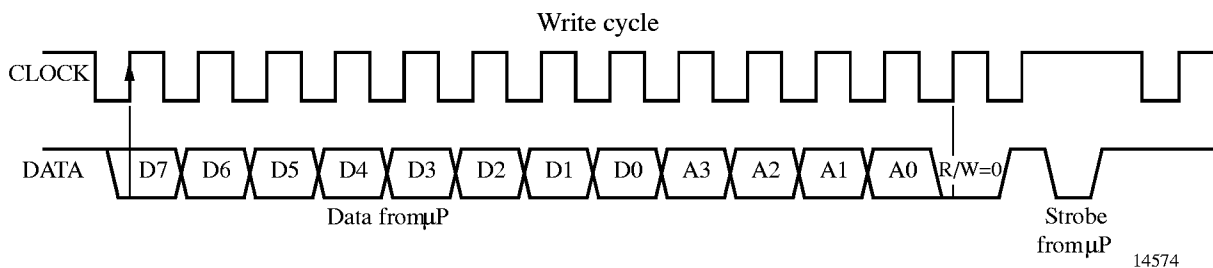 Write cycle
CLOCK
DATA D7 D6 D5 D4 D3 D2 D1 D0 A3 A2 A1 A0 R/W=0
Data fromµP
Strobe
fromµP
14574